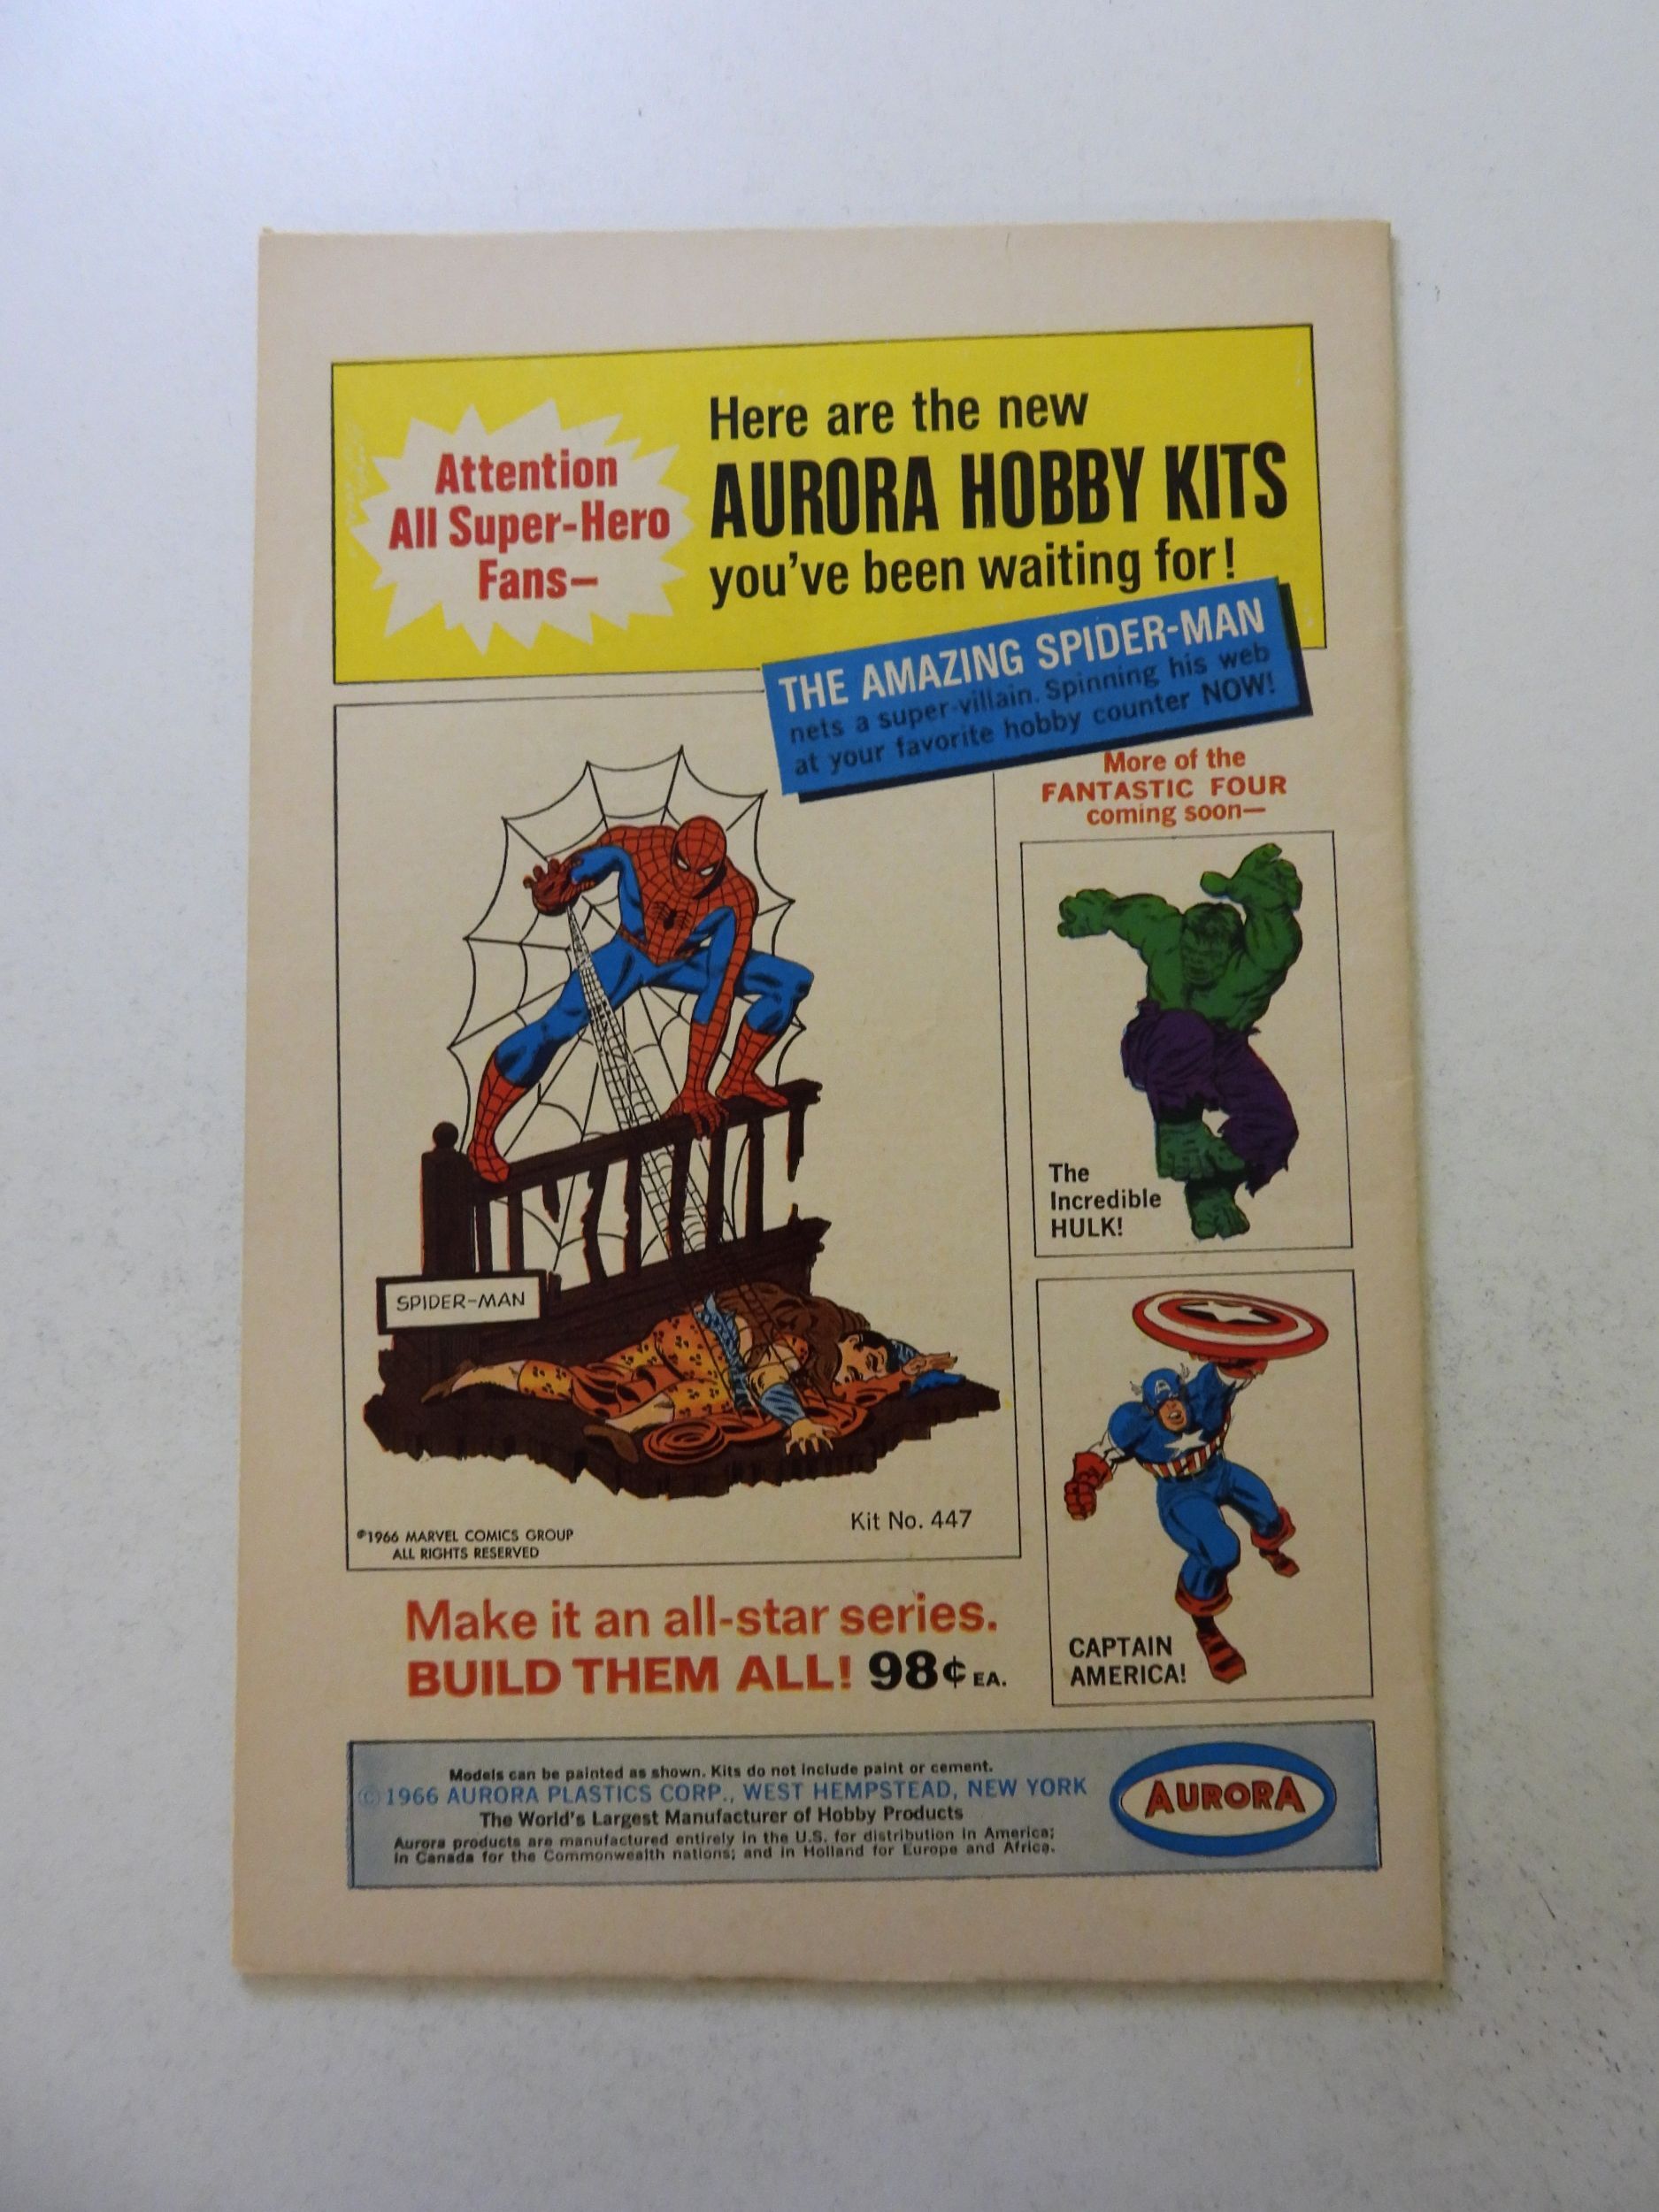 Attention
All Super-Hero
Fans—
Here are the new
AURORA HOBBY KITS
you've been waiting for!
THE AMAZING SPIDER-MAN
nets a super-villain. Spinning his web
at your favorite hobby counter NOW!
More of the
FANTASTIC FOUR
coming soon—
The
Incredible
HULK!
SPIDER-MAN
Kit No. 447
©1966 MARVEL COMICS GROUP
ALL RIGHTS RESERVED
A
CAPTAIN
AMERICA!
Make it an all-star series.
BUILD THEM ALL! 98¢ EA.
Models can be painted as shown. Kits do not include paint or cement.
©1966 AURORA PLASTICS CORP., WEST HEMPSTEAD, NEW YORK
The World's Largest Manufacturer of Hobby Products
Aurora products are manufactured entirely in the U.S. for distribution in America;
in Canada for the Commonwealth nations; and in Holland for Europe and Africa.
AURORA